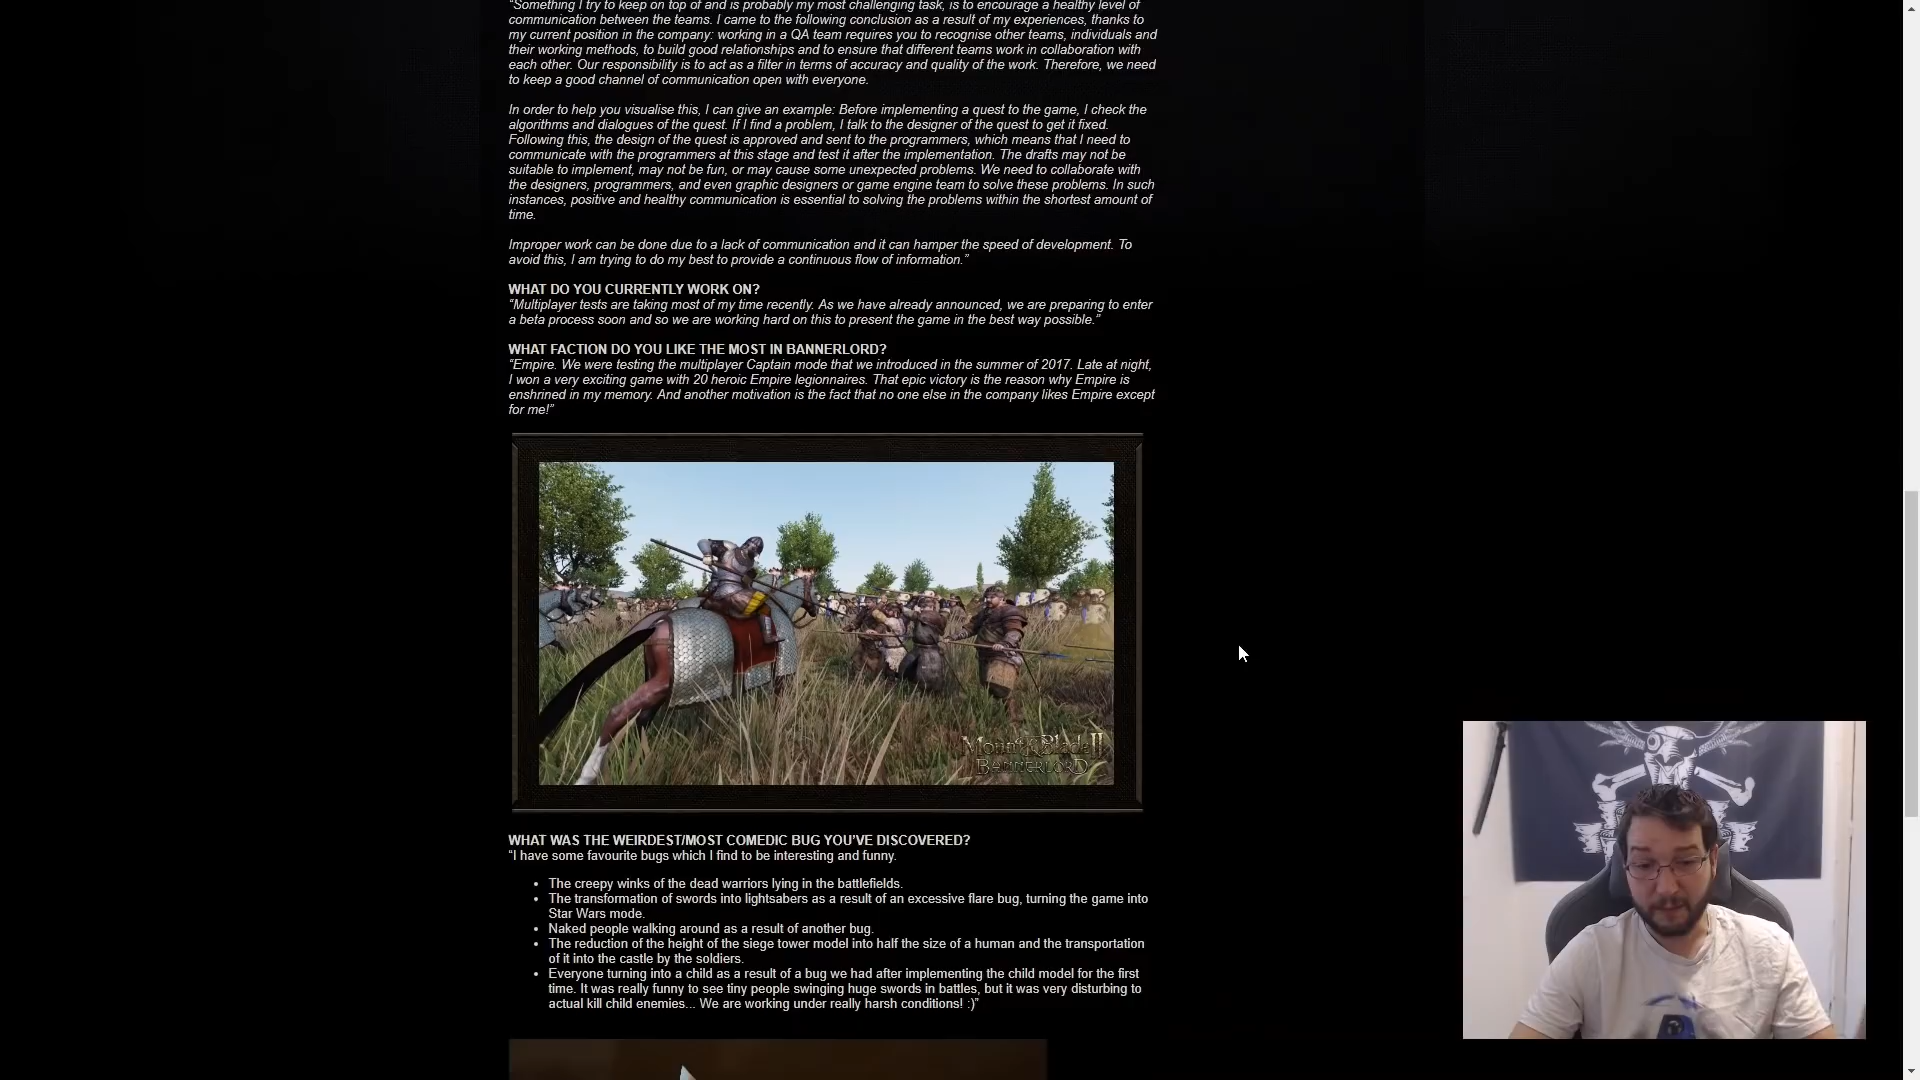 “Something I try to keep on top of and is probably my most challenging task, is to encourage a healthy level of
communication between the teams. I came to the following conclusion as a result of my experiences, thanks to
my current position in the company: working in a QA team requires you to recognise other teams, individuals and
their working methods, to build good relationships and to ensure that different teams work in collaboration with
each other. Our responsibility is to act as a filter in terms of accuracy and quality of the work. Therefore, we need
to keep a good channel of communication open with everyone.
In order to help you visualise this, I can give an example: Before implementing a quest to the game, I check the
algorithms and dialogues of the quest. If I find a problem, I talk to the designer of the quest to get it fixed.
Following this, the design of the quest is approved and sent to the programmers, which means that I need to
communicate with the programmers at this stage and test it after the implementation. The drafts may not be
suitable to implement, may not be fun, or may cause some unexpected problems. We need to collaborate with
the designers, programmers, and even graphic designers or game engine team to solve these problems. In such
instances, positive and healthy communication is essential to solving the problems within the shortest amount of
time.
Improper work can be done due to a lack of communication and it can hamper the speed of development. To
avoid this, I am trying to do my best to provide a continuous flow of information.”
WHAT DO YOU CURRENTLY WORK ON?
“Multiplayer tests are taking most of my time recently. As we have already announced, we are preparing to enter
a beta process soon and so we are working hard on this to present the game in the best way possible.”
WHAT FACTION DO YOU LIKE THE MOST IN BANNERLORD?
“Empire. We were testing the multiplayer Captain mode that we introduced in the summer of 2017. Late at night,
I won a very exciting game with 20 heroic Empire legionnaires. That epic victory is the reason why Empire is
enshrined in my memory. And another motivation is the fact that no one else in the company likes Empire except
for me!”
Mount & Blade II
BANNERLORD
WHAT WAS THE WEIRDEST/MOST COMEDIC BUG YOU’VE DISCOVERED?
“I have some favourite bugs which I find to be interesting and funny.
• The creepy winks of the dead warriors lying in the battlefields.
• The transformation of swords into lightsabers as a result of an excessive flare bug, turning the game into
Star Wars mode.
• Naked people walking around as a result of another bug.
• The reduction of the height of the siege tower model into half the size of a human and the transportation
of it into the castle by the soldiers.
• Everyone turning into a child as a result of a bug we had after implementing the child model for the first
time. It was really funny to see tiny people swinging huge swords in battles, but it was very disturbing to
actual kill child enemies... We are working under really harsh conditions! :)”